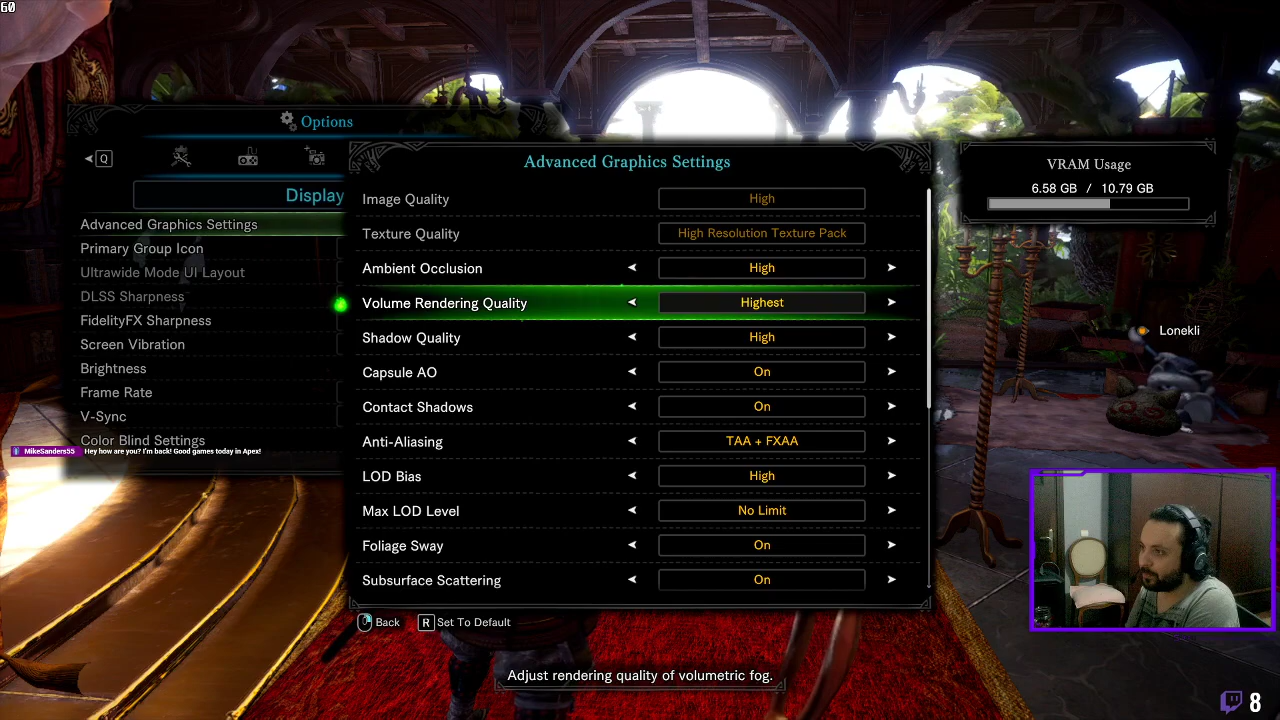 60
Options
Q
Display
Advanced Graphics Settings
Primary Group Icon
Ultrawide Mode UI Layout
DLSS Sharpness
FidelityFX Sharpness
Screen Vibration
Brightness
Frame Rate
V-Sync
Color Blind Settings
MikeSanders55 Hey how are you? I'm back! Good games today in Apex!
Advanced Graphics Settings
Image Quality High
Texture Quality High Resolution Texture Pack
Ambient Occlusion High
Volume Rendering Quality Highest
Shadow Quality High
Capsule AO On
Contact Shadows On
Anti-Aliasing TAA + FXAA
LOD Bias High
Max LOD Level No Limit
Foliage Sway On
Subsurface Scattering On
Back R Set To Default
Adjust rendering quality of volumetric fog.
VRAM Usage
6.58 GB / 10.79 GB
Lonekli
8